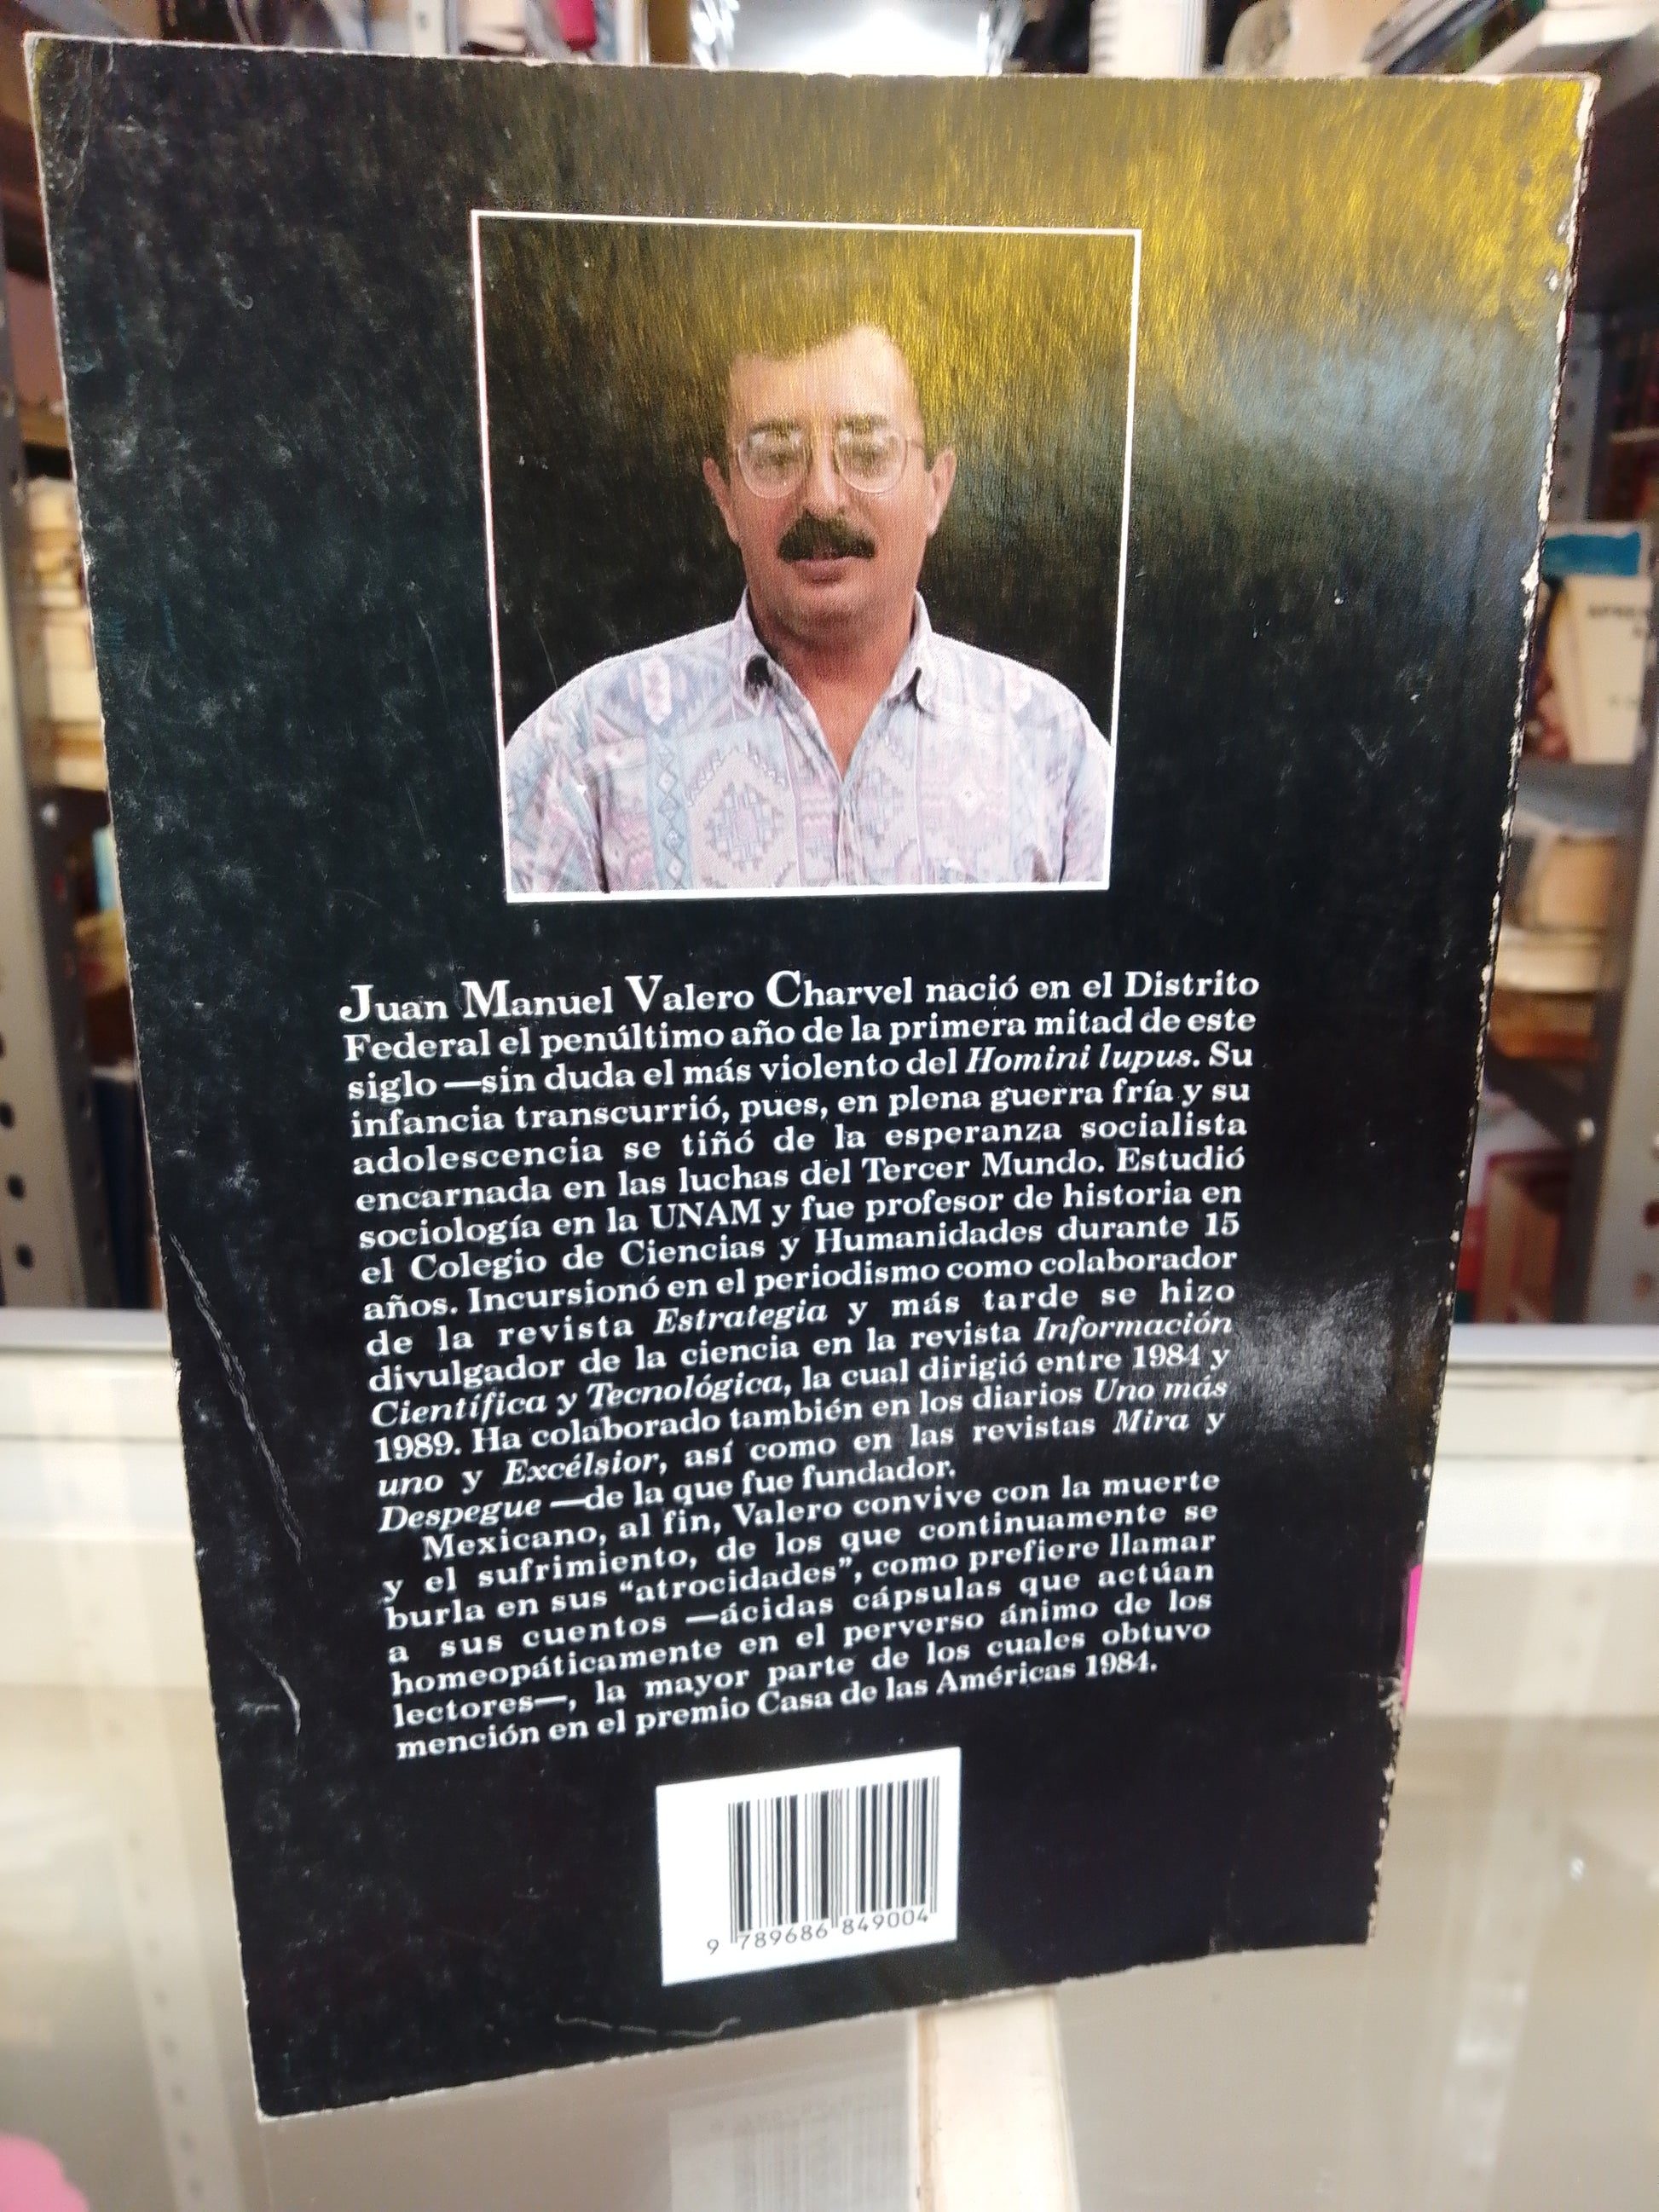 Juan Manuel Valero Charvel nació en el Distrito
Federal el penúltimo año de la primera mitad de este
siglo —sin duda el más violento del Homini lupus. Su
infancia transcurrió, pues, en plena guerra fría y su
adolescencia se tiñó de la esperanza socialista
encarnada en las luchas del Tercer Mundo. Estudió
sociología en la UNAM y fue profesor de historia en
el Colegio de Ciencias y Humanidades durante 15
años. Incursionó en el periodismo como colaborador
de la revista Estrategia y más tarde se hizo
divulgador de la ciencia en la revista Información
Científica y Tecnológica, la cual dirigió entre 1984 y
1989. Ha colaborado también en los diarios Uno más
uno y Excélsior, así como en las revistas Mira y
Despegue —de la que fue fundador.
Mexicano, al fin, Valero convive con la muerte
y el sufrimiento, de los que continuamente se
burla en sus “atrocidades”, como prefiere llamar
a sus cuentos —ácidas cápsulas que actúan
homeopáticamente en el perverso ánimo de los
lectores—, la mayor parte de los cuales obtuvo
mención en el premio Casa de las Américas 1984.
9 789686 849004